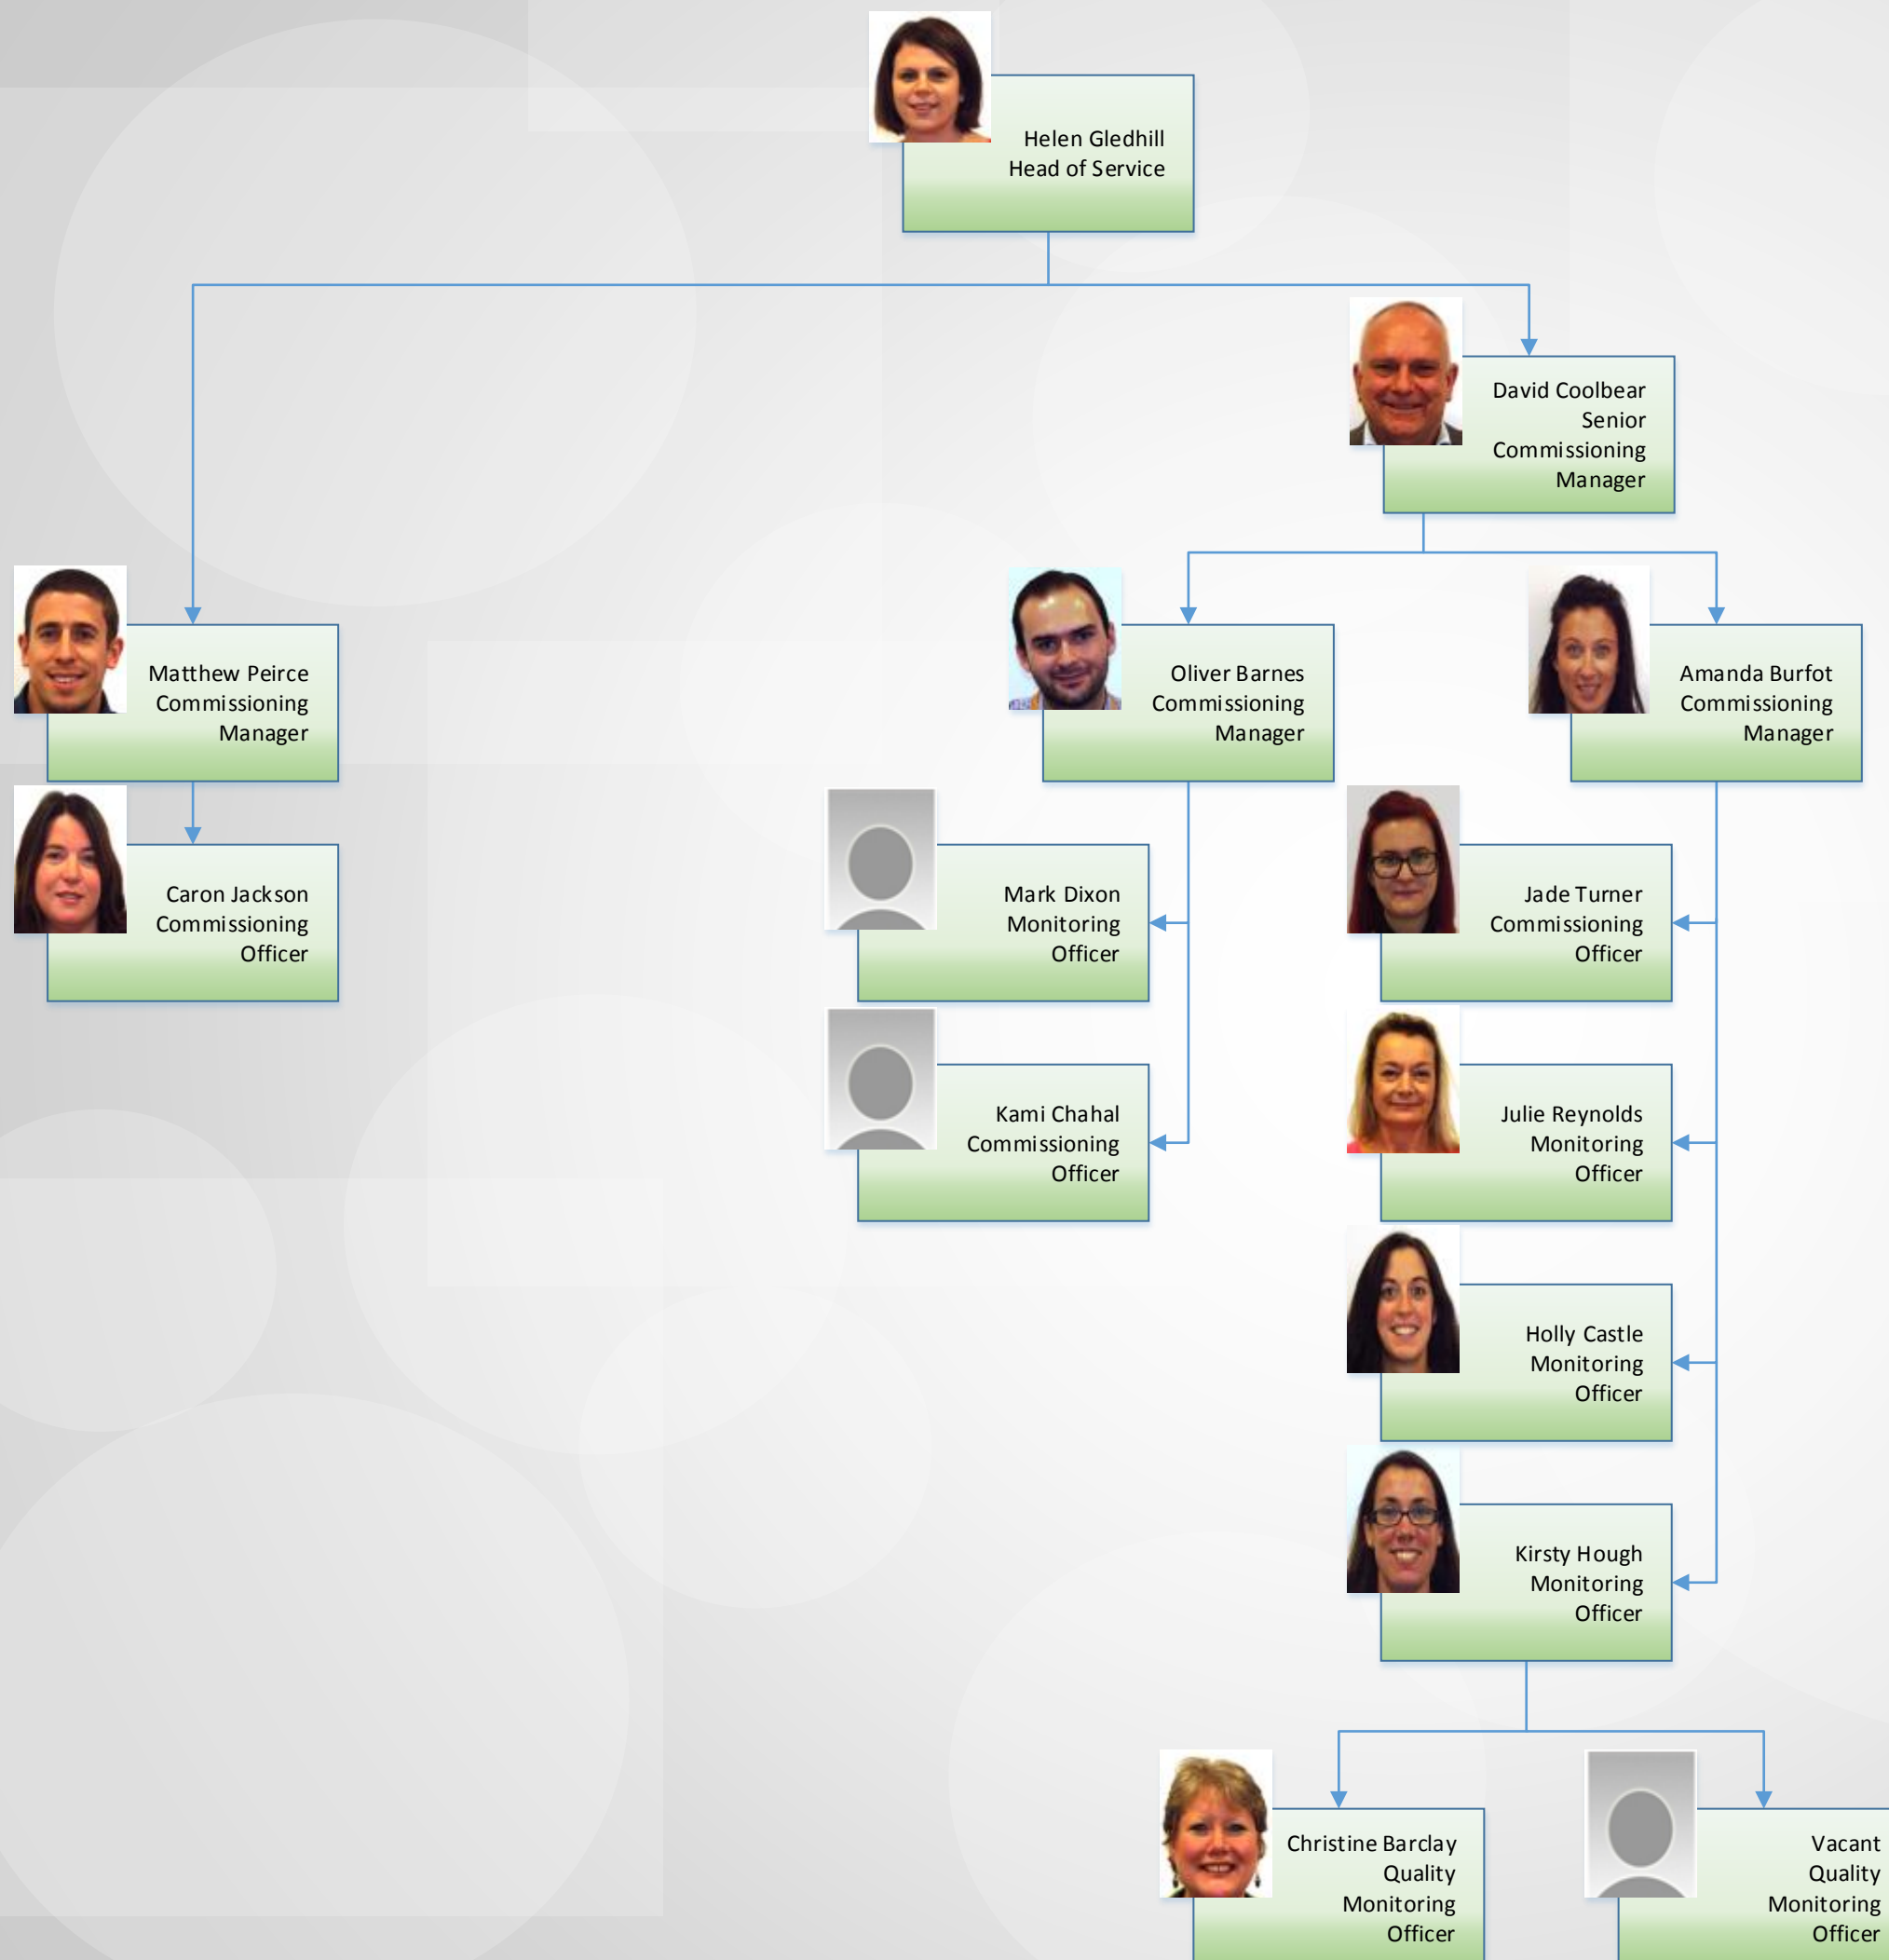 Helen Gledhill
Head of Service
David Coolbear
Senior
Commissioning
Manager
Matthew Peirce
Commissioning
Manager
Oliver Barnes
Commissioning
Manager
Amanda Burfot
Commissioning
Manager
Caron Jackson
Commissioning
Officer
Mark Dixon
Monitoring
Officer
Jade Turner
Commissioning
Officer
Kami Chahal
Commissioning
Officer
Julie Reynolds
Monitoring
Officer
Holly Castle
Monitoring
Officer
Kirsty Hough
Monitoring
Officer
Christine Barclay
Quality
Monitoring
Officer
Vacant
Quality
Monitoring
Officer